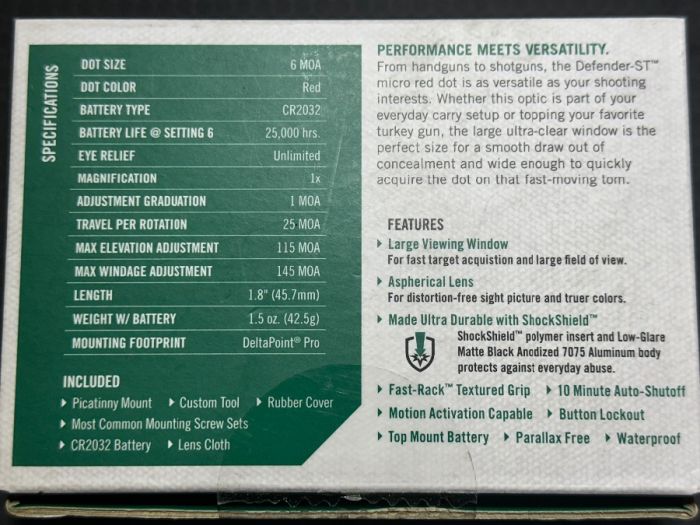 SPECIFICATIONS
DOT SIZE 6 MOA
DOT COLOR Red
BATTERY TYPE CR2032
BATTERY LIFE @ SETTING 6 25,000 hrs.
EYE RELIEF Unlimited
MAGNIFICATION 1x
ADJUSTMENT GRADUATION 1 MOA
TRAVEL PER ROTATION 25 MOA
MAX ELEVATION ADJUSTMENT 115 MOA
MAX WINDAGE ADJUSTMENT 145 MOA
LENGTH 1.8" (45.7mm)
WEIGHT W/ BATTERY 1.5 oz. (42.5g)
MOUNTING FOOTPRINT DeltaPoint® Pro
INCLUDED
▸ Picatinny Mount ▸ Custom Tool ▸ Rubber Cover
▸ Most Common Mounting Screw Sets
▸ CR2032 Battery ▸ Lens Cloth
PERFORMANCE MEETS VERSATILITY.
From handguns to shotguns, the Defender-ST™
micro red dot is as versatile as your shooting
interests. Whether this optic is part of your
everyday carry setup or topping your favorite
turkey gun, the large ultra-clear window is the
perfect size for a smooth draw out of
concealment and wide enough to quickly
acquire the dot on that fast-moving tom.
FEATURES
▸ Large Viewing Window
For fast target acquistion and large field of view.
▸ Aspherical Lens
For distortion-free sight picture and truer colors.
▸ Made Ultra Durable with ShockShield™
ShockShield™ polymer insert and Low-Glare
Matte Black Anodized 7075 Aluminum body
protects against everyday abuse.
▸ Fast-Rack™ Textured Grip ▸ 10 Minute Auto-Shutoff
▸ Motion Activation Capable ▸ Button Lockout
▸ Top Mount Battery ▸ Parallax Free ▸ Waterproof